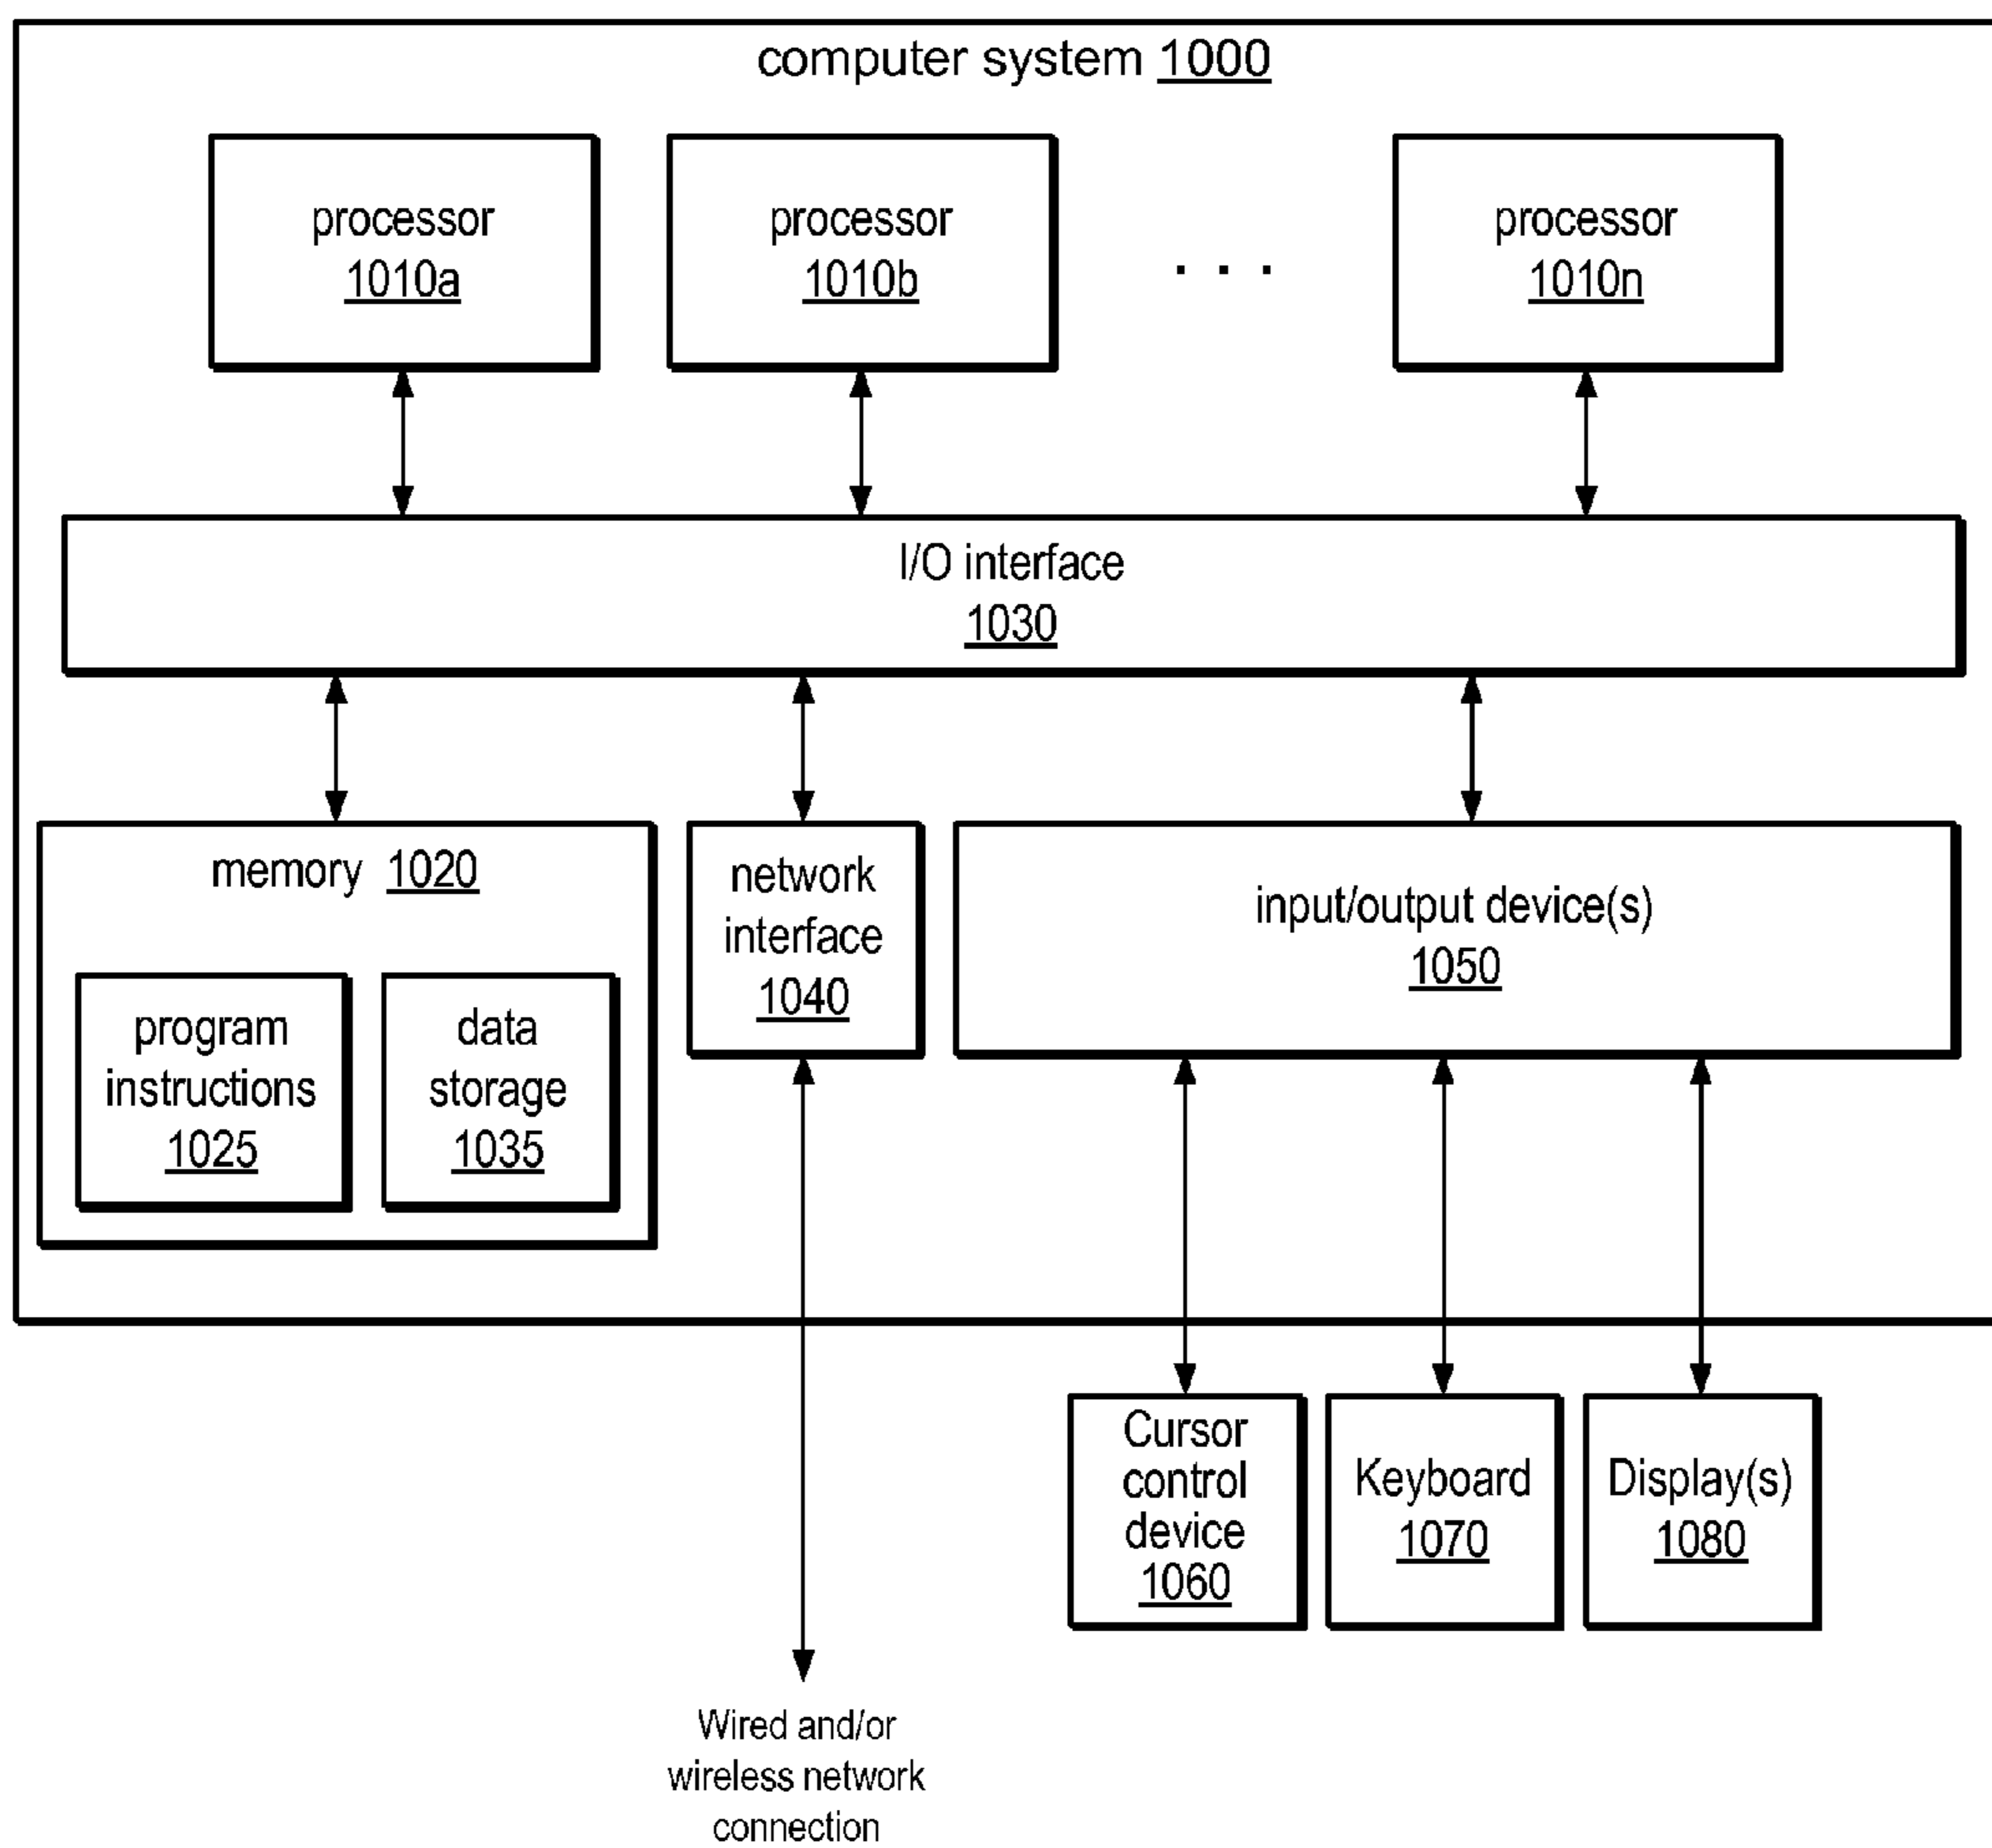 computer system 1000
processor
1010a
processor
1010b
. . .
processor
1010n
I/O interface
1030
memory 1020
program
instructions
1025
data
storage
1035
network
interface
1040
input/output device(s)
1050
Cursor
control
device
1060
Keyboard
1070
Display(s)
1080
Wired and/or
wireless network
connection